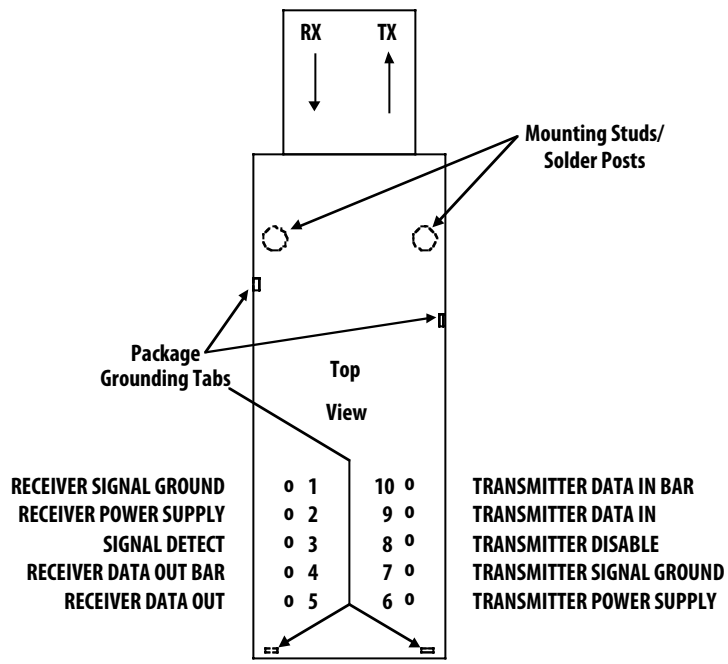 RX TX
Mounting Studs/
Solder Posts
Package
Grounding Tabs
Top
View
RECEIVER SIGNAL GROUND o 1 10 o TRANSMITTER DATA IN BAR
RECEIVER POWER SUPPLY o 2 9 o TRANSMITTER DATA IN
SIGNAL DETECT o 3 8 o TRANSMITTER DISABLE
RECEIVER DATA OUT BAR o 4 7 o TRANSMITTER SIGNAL GROUND
RECEIVER DATA OUT o 5 6 o TRANSMITTER POWER SUPPLY